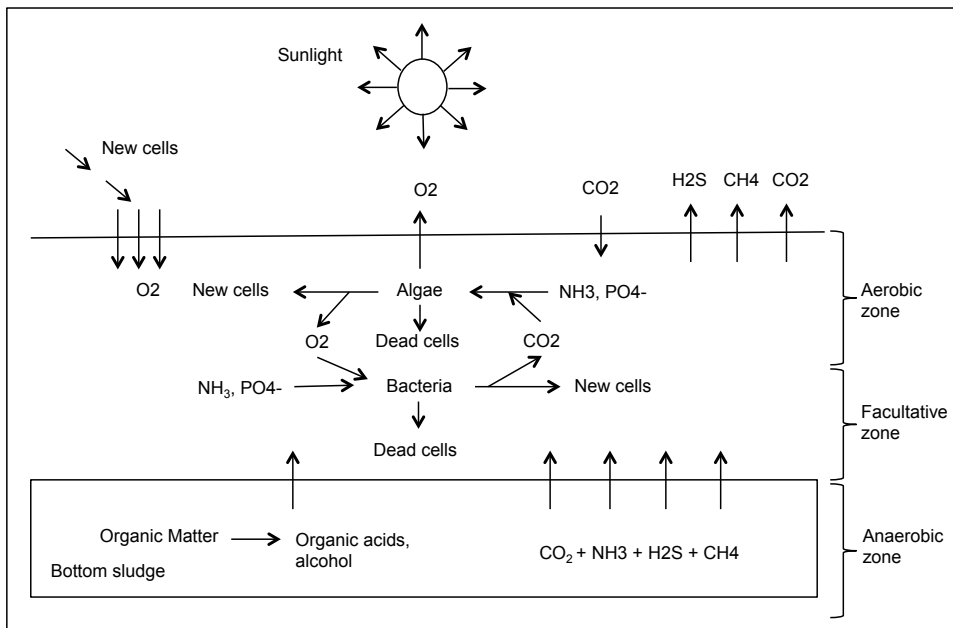 Sunlight
New cells
O2
CO2
H2S
CH4
CO2
O2
New cells
Algae
NH3, PO4-
Aerobic
zone
O2
Dead cells
CO2
NH₃, PO4-
Bacteria
New cells
Facultative
zone
Dead cells
Organic Matter
Organic acids,
alcohol
CO₂ + NH3 + H2S + CH4
Anaerobic
zone
Bottom sludge